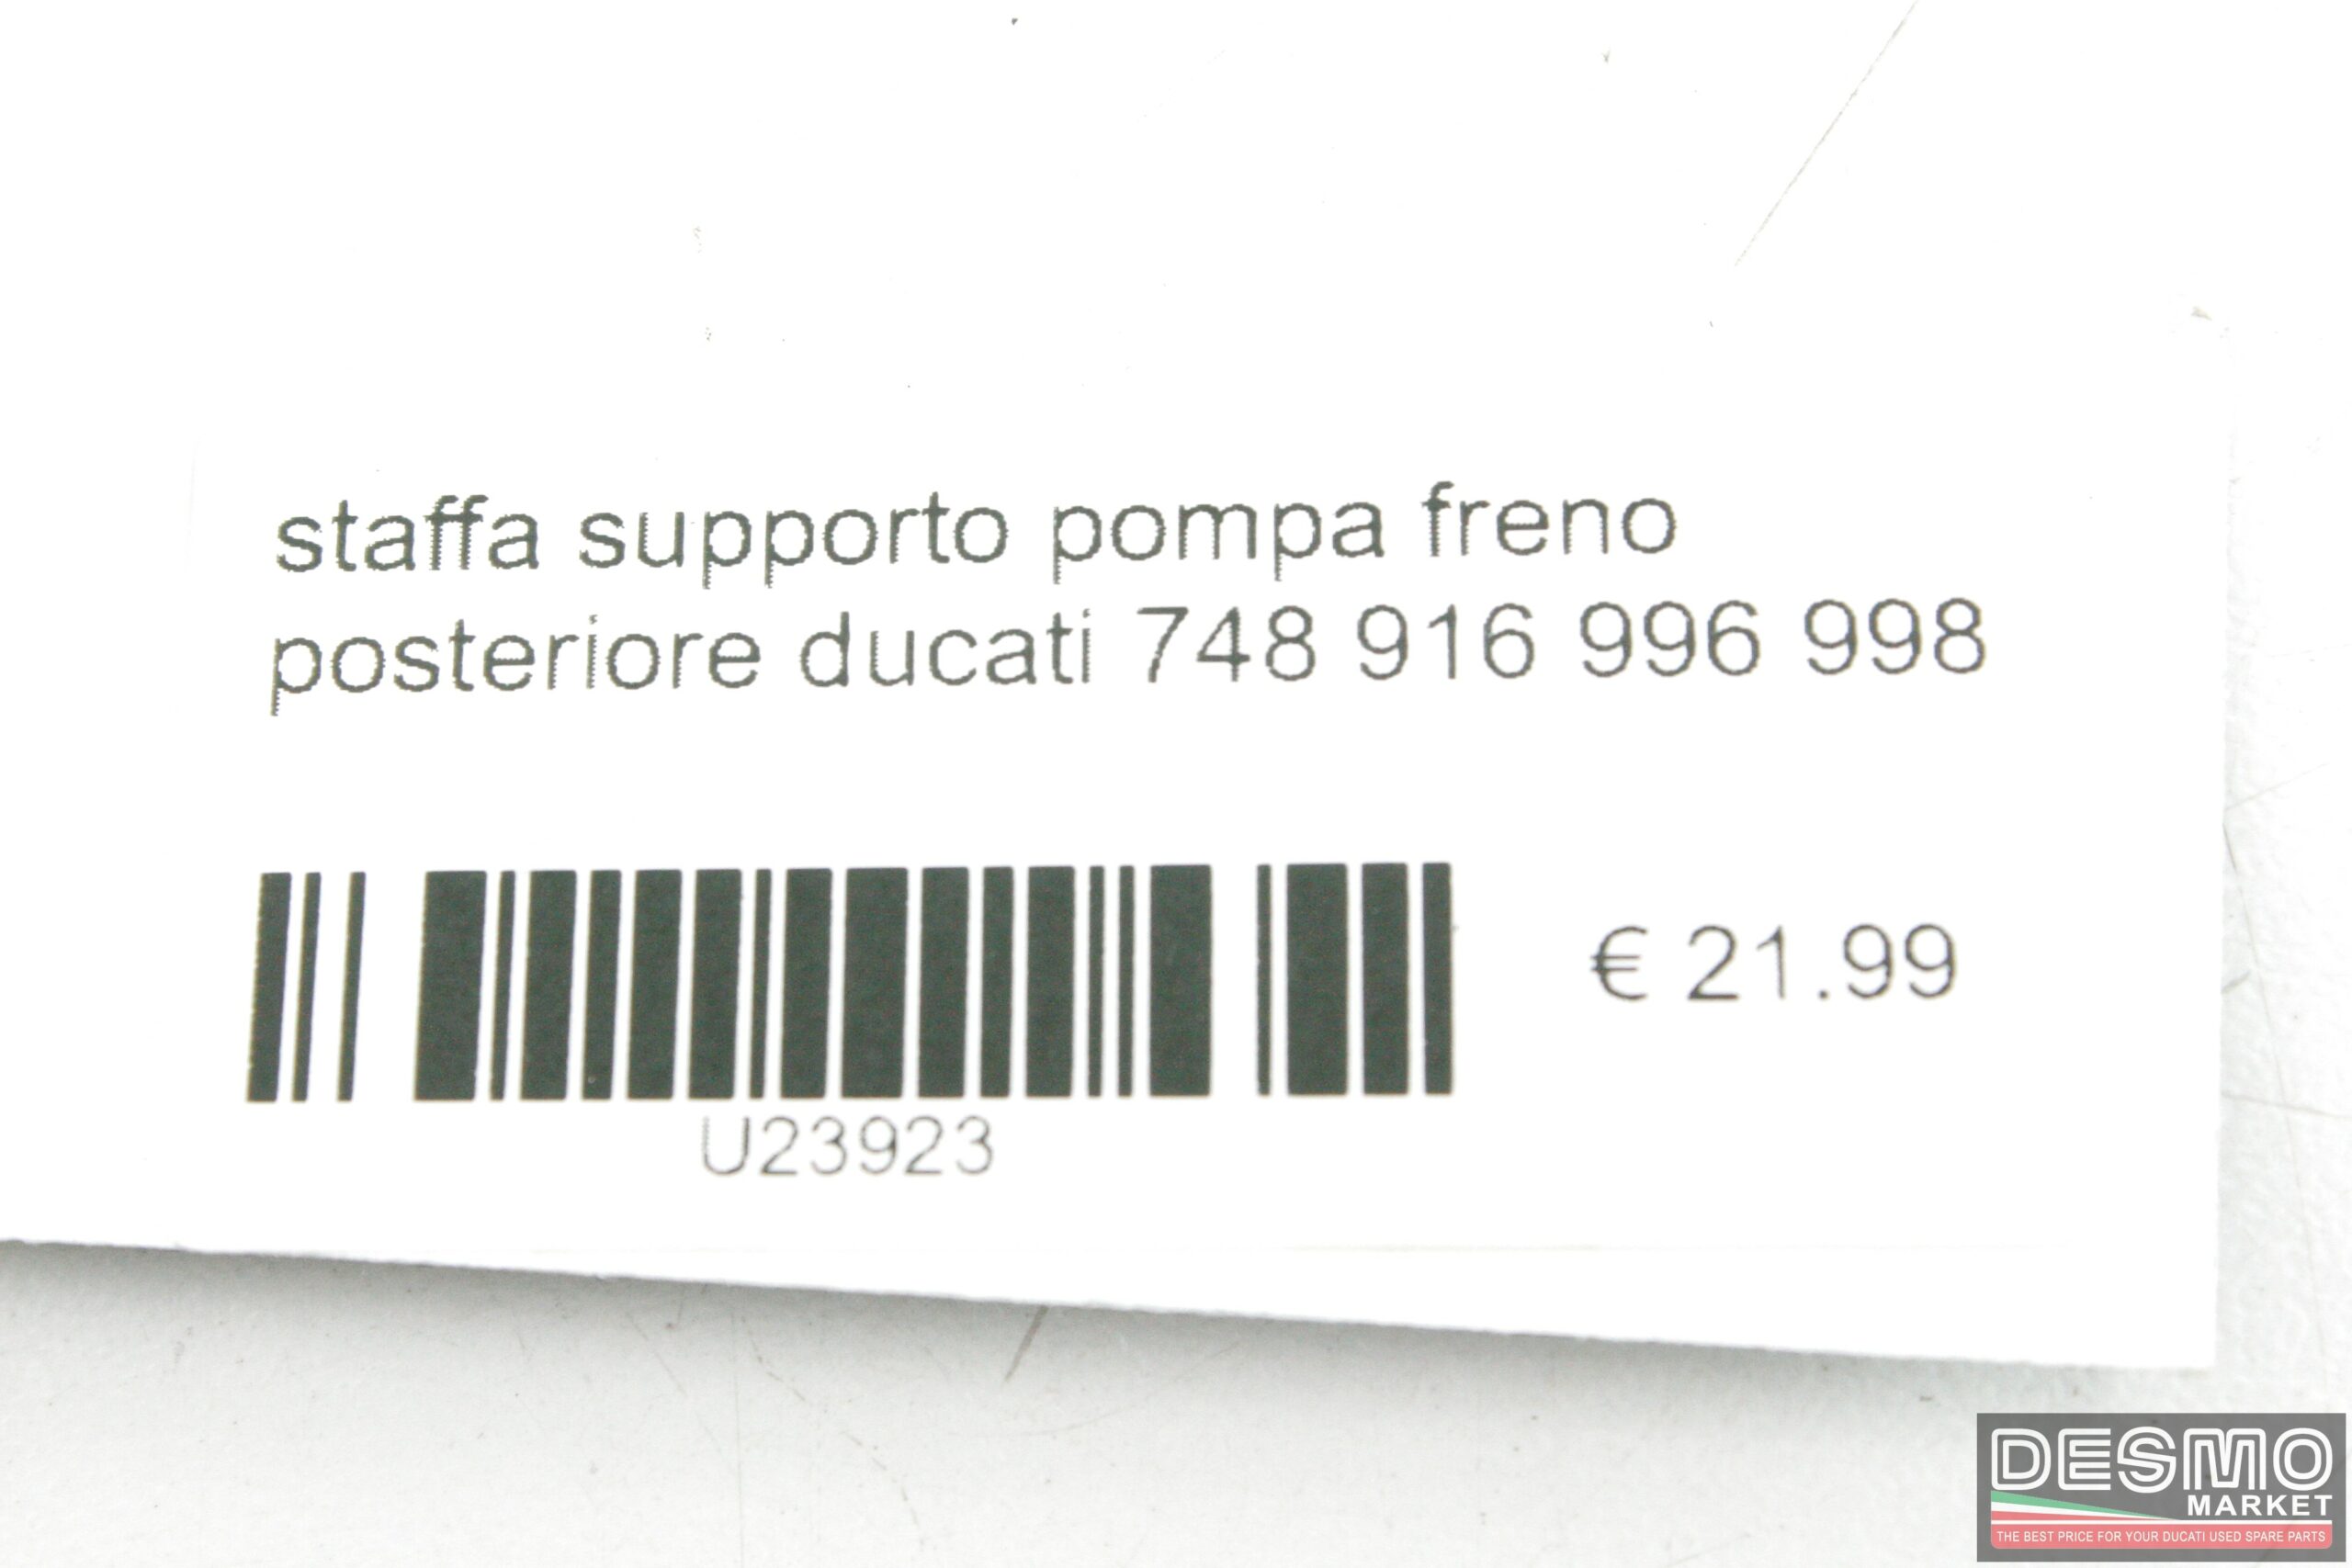 staffa supporto pompa freno
posteriore ducati 748 916 996 998
€ 21.99
U23923
DESMO
MARKET
THE BEST PRICE FOR YOUR DUCATI USED SPARE PARTS